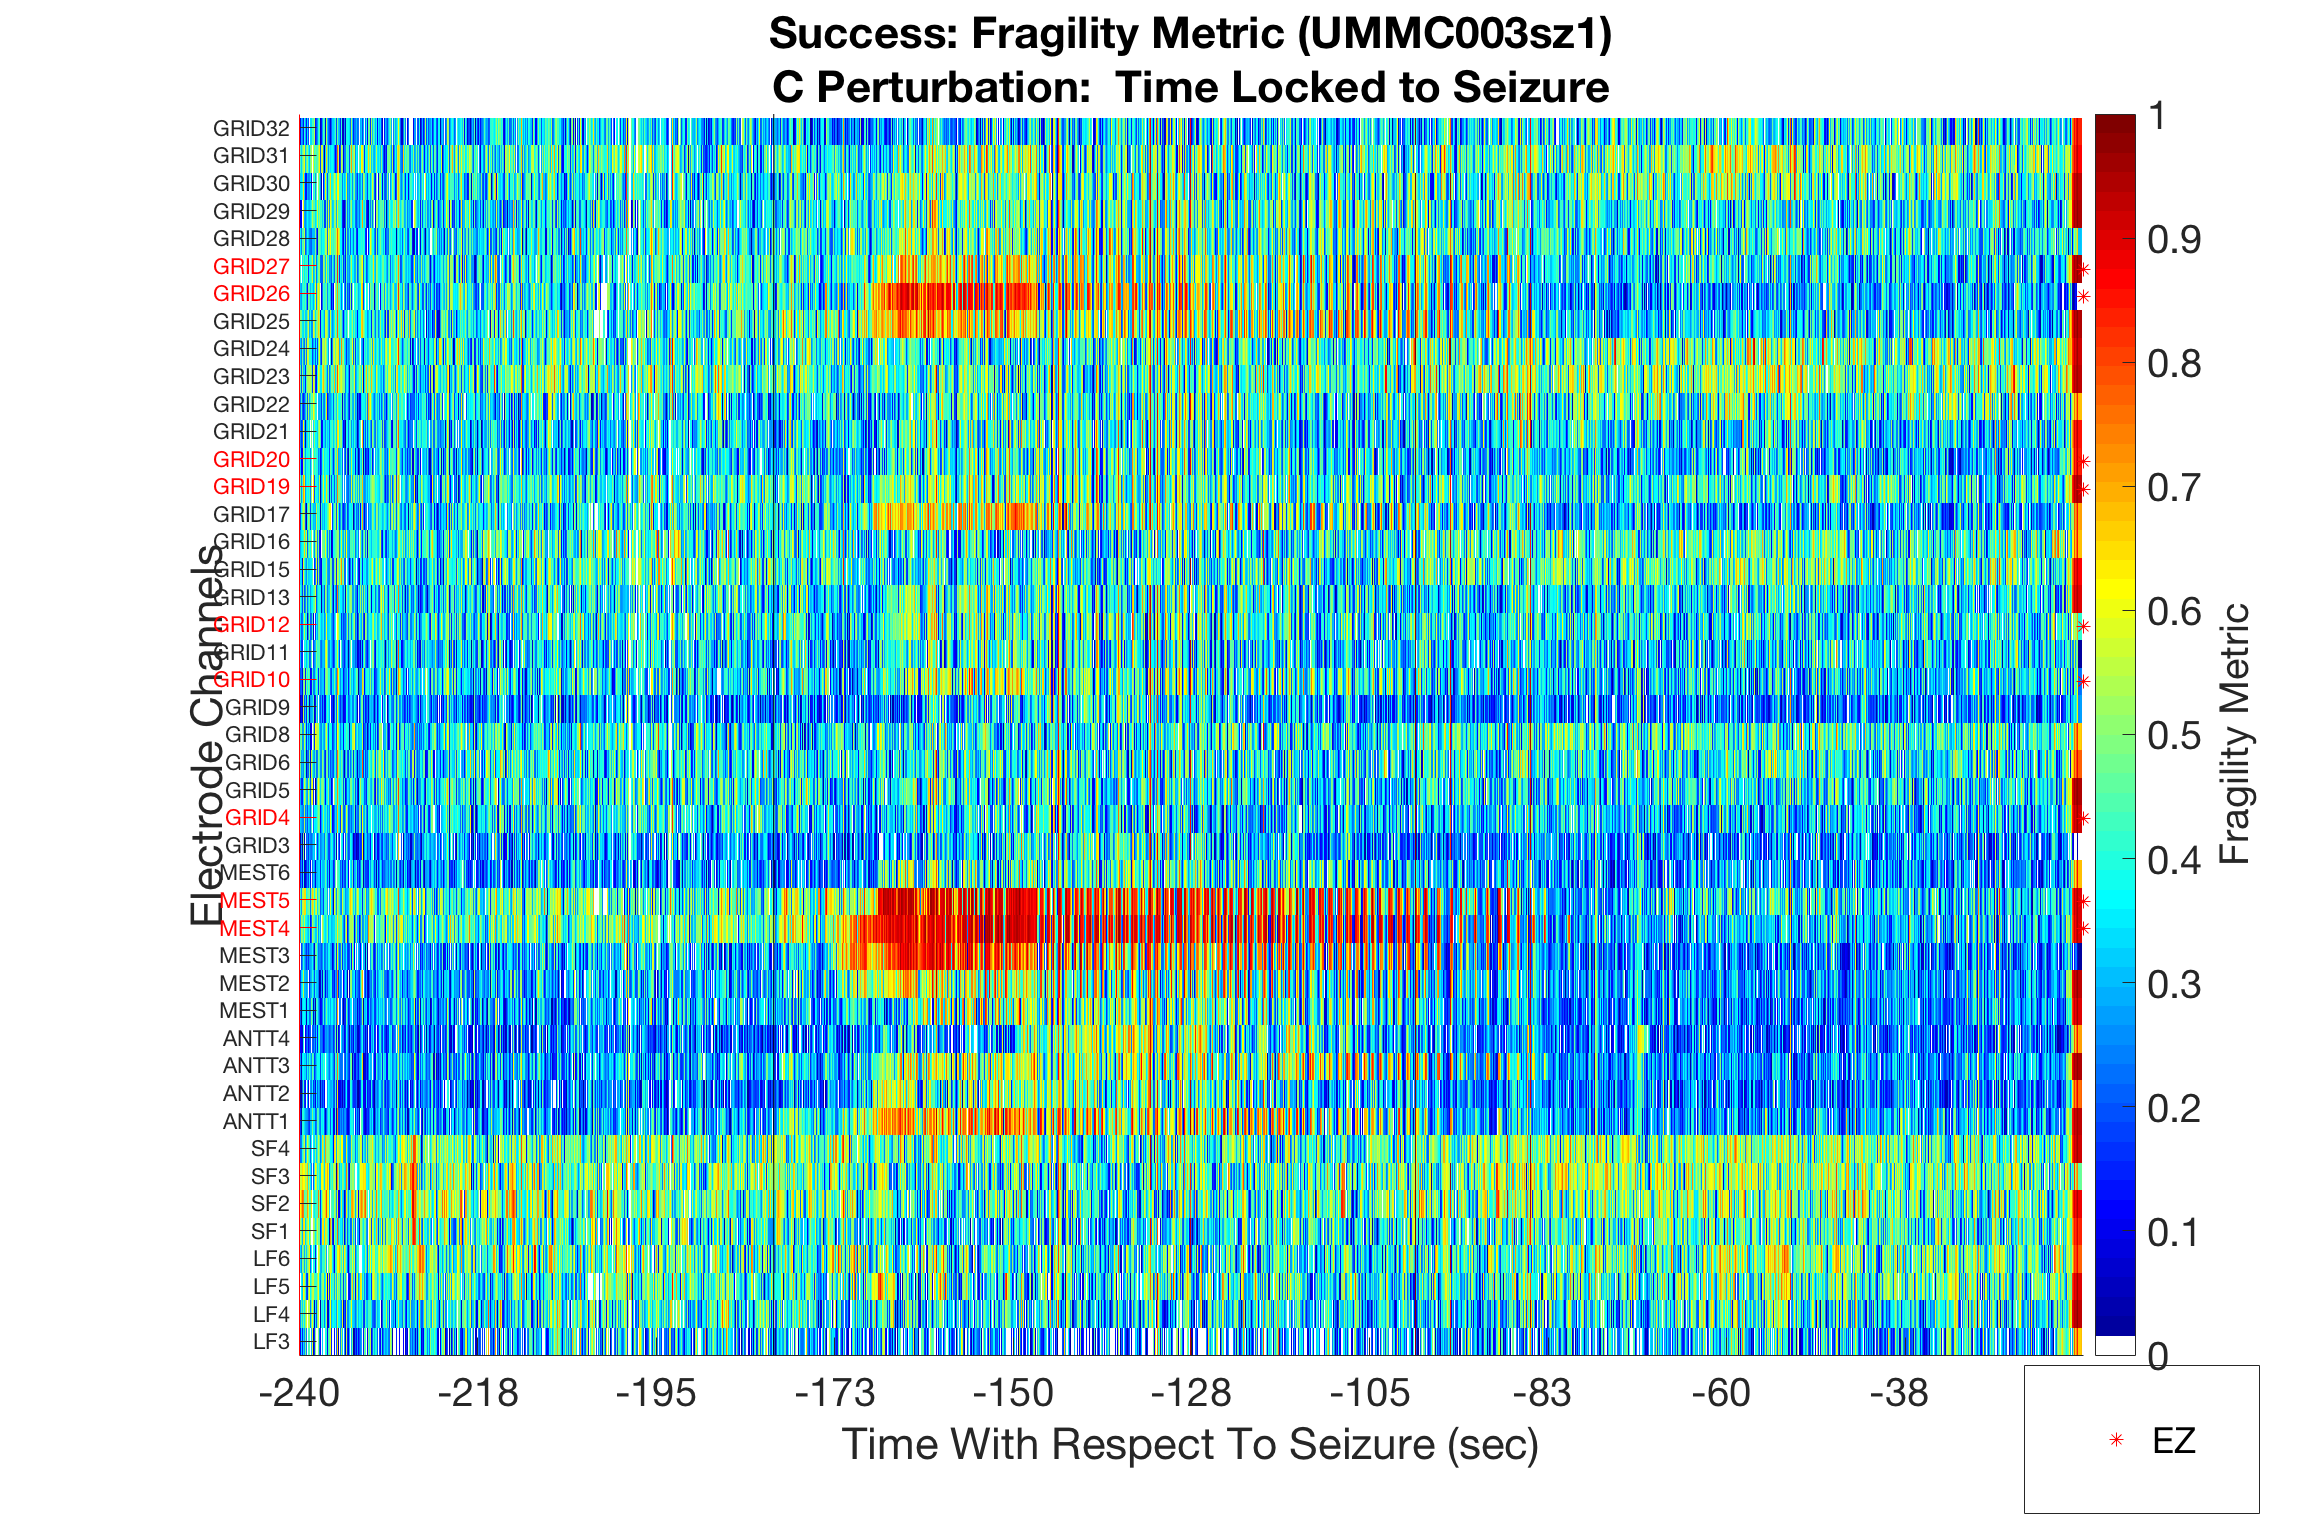 Success: Fragility Metric (UMMC003sz1)
C Perturbation: Time Locked to Seizure
Electrode Channels
GRID32
GRID31
GRID30
GRID29
GRID28
GRID27
GRID26
GRID25
GRID24
GRID23
GRID22
GRID21
GRID20
GRID19
GRID17
GRID16
GRID15
GRID13
GRID12
GRID11
GRID10
GRID9
GRID8
GRID6
GRID5
GRID4
GRID3
MEST6
MEST5
MEST4
MEST3
MEST2
MEST1
ANTT4
ANTT3
ANTT2
ANTT1
SF4
SF3
SF2
SF1
LF6
LF5
LF4
LF3
-240 -218 -195 -173 -150 -128 -105 -83 -60 -38
Time With Respect To Seizure (sec)
1
0.9
0.8
0.7
0.6
0.5
0.4
0.3
0.2
0.1
0
Fragility Metric
EZ